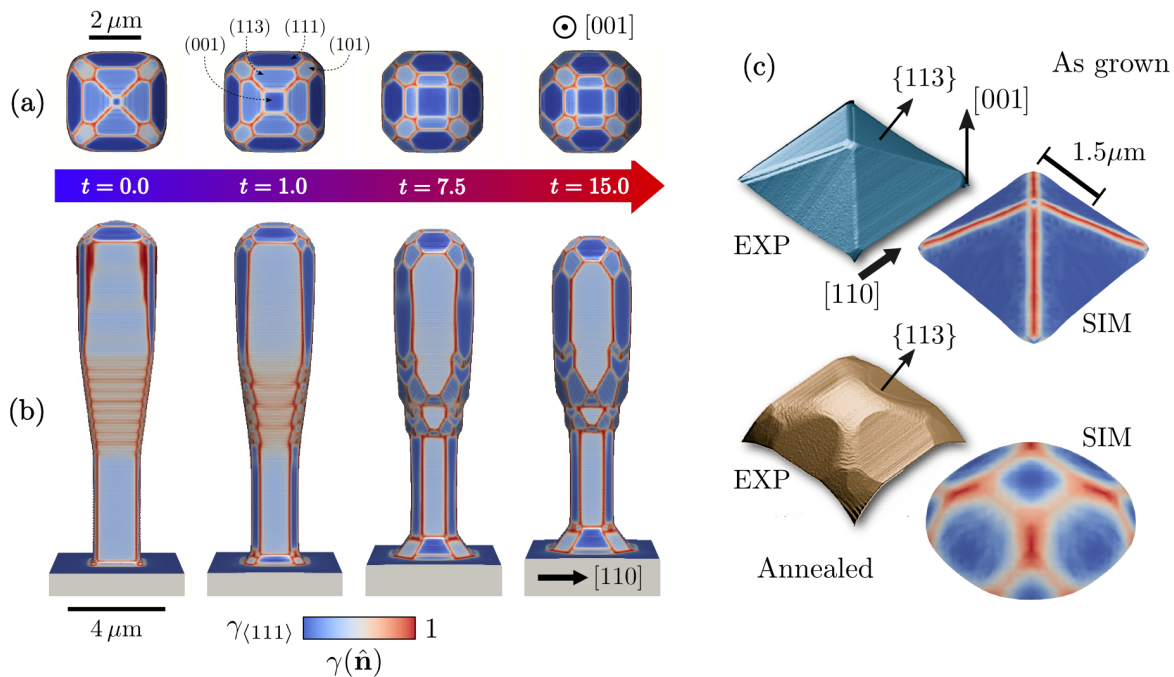 2 μm
(a)
(001)
(113)
(111)
(101)
[001]
t = 0.0
t = 1.0
t = 7.5
t = 15.0
(b)
[110]
4 μm
γ⟨111⟩
1
γ(n̂)
(c)
As grown
{113}
[001]
1.5μm
EXP
[110]
SIM
{113}
SIM
EXP
Annealed